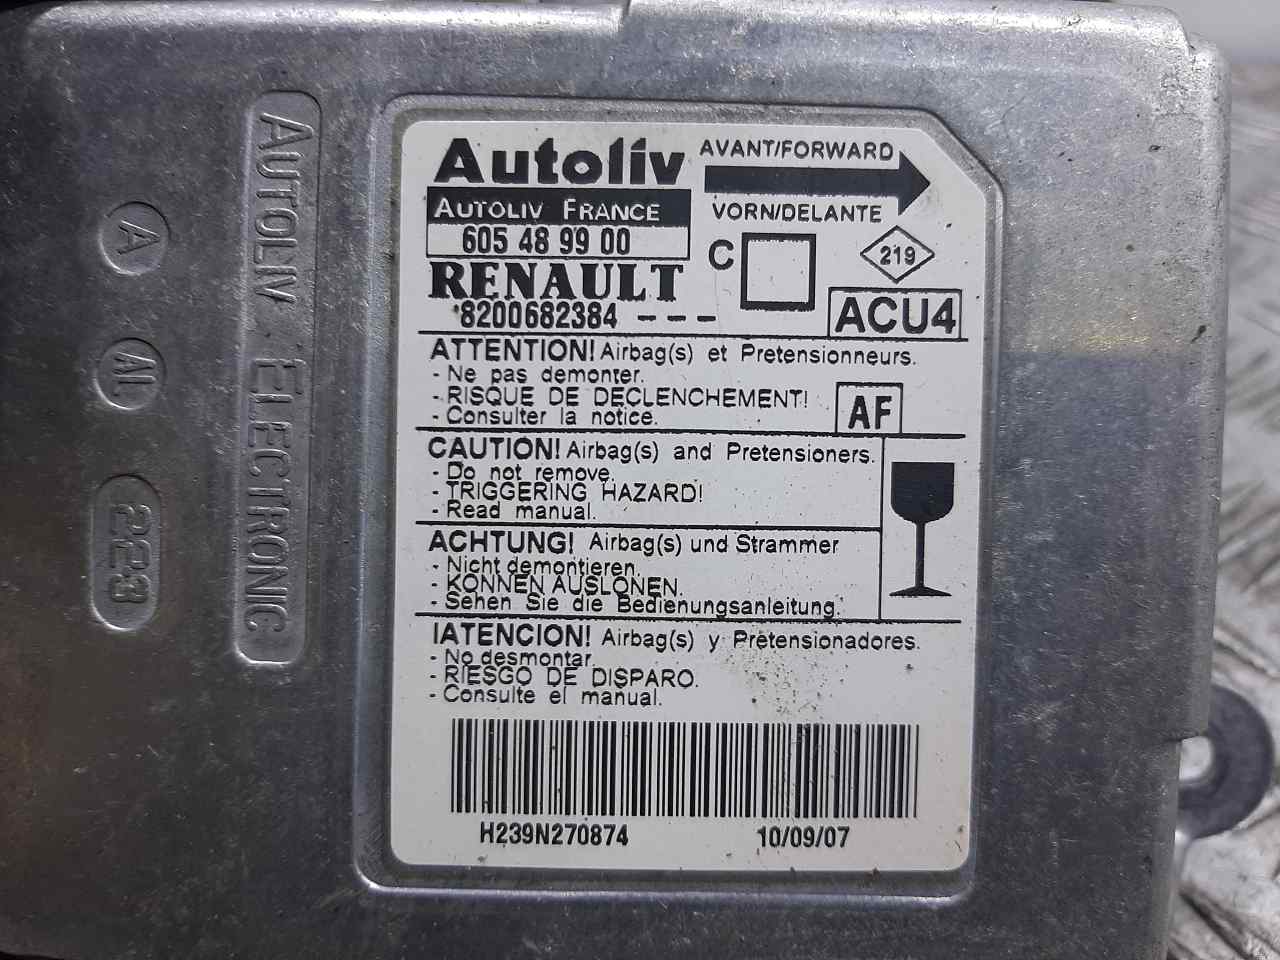 Autoliv
AUTOLIV FRANCE
605 48 99 00
RENAULT
8200682384 ---
AVANT/FORWARD
VORN/DELANTE
C
219
ACU4
ATTENTION! Airbag(s) et Pretensionneurs.
- Ne pas demonter.
- RISQUE DE DECLENCHEMENT!
- Consulter la notice.
AF
CAUTION! Airbag(s) and Pretensioners.
- Do not remove.
- TRIGGERING HAZARD!
- Read manual.
ACHTUNG! Airbag(s) und Strammer
- Nicht demontieren.
- KONNEN AUSLONEN.
- Sehen Sie die Bedienungsanleitung.
IATENCION! Airbag(s) y Pretensionadores.
- No desmontar.
- RIESGO DE DISPARO.
- Consulte el manual.
H239N270874 10/09/07
AUTOLIV ELECTRONIC
A
AL
223